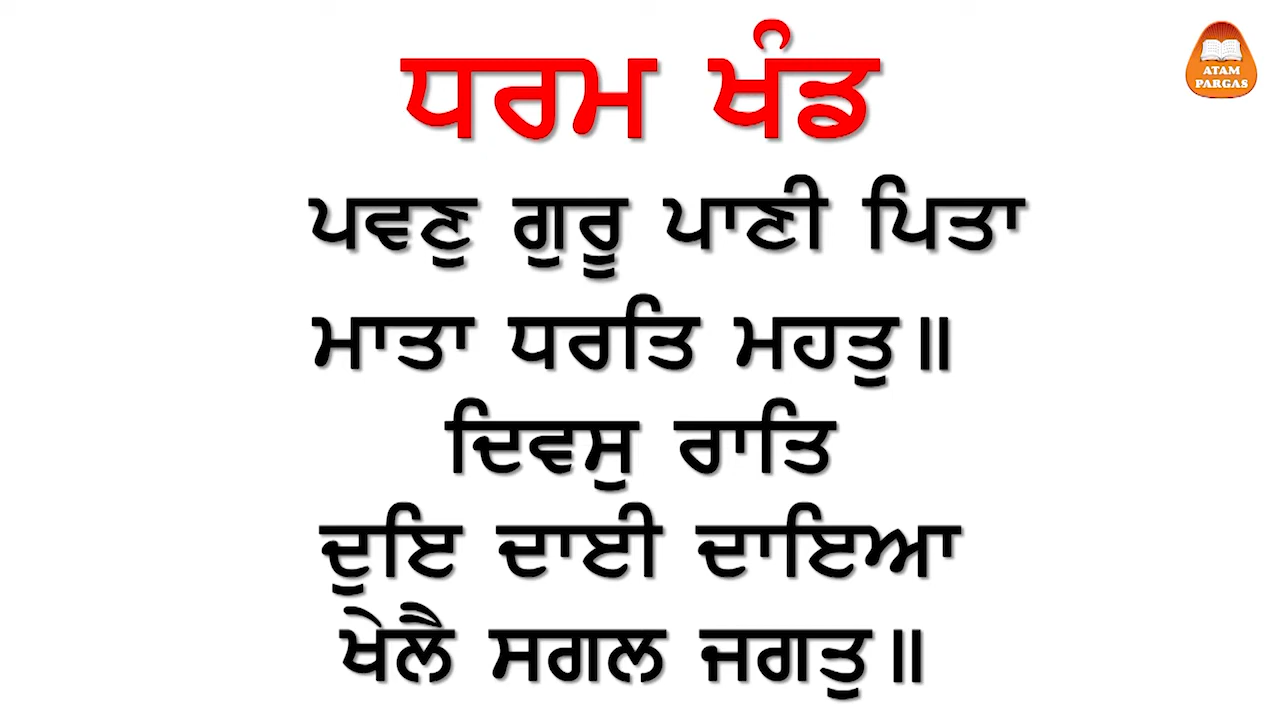 ਧਰਮ ਖੰਡ
ATAM
PARGAS
ਪਵਣੁ ਗੁਰੂ ਪਾਣੀ ਪਿਤਾ
ਮਾਤਾ ਧਰਤਿ ਮਹਤੁ॥
ਦਿਵਸੁ ਰਾਤਿ
ਦੁਇ ਦਾਈ ਦਾਇਆ
ਖੇਲੈ ਸਗਲ ਜਗਤੁ॥